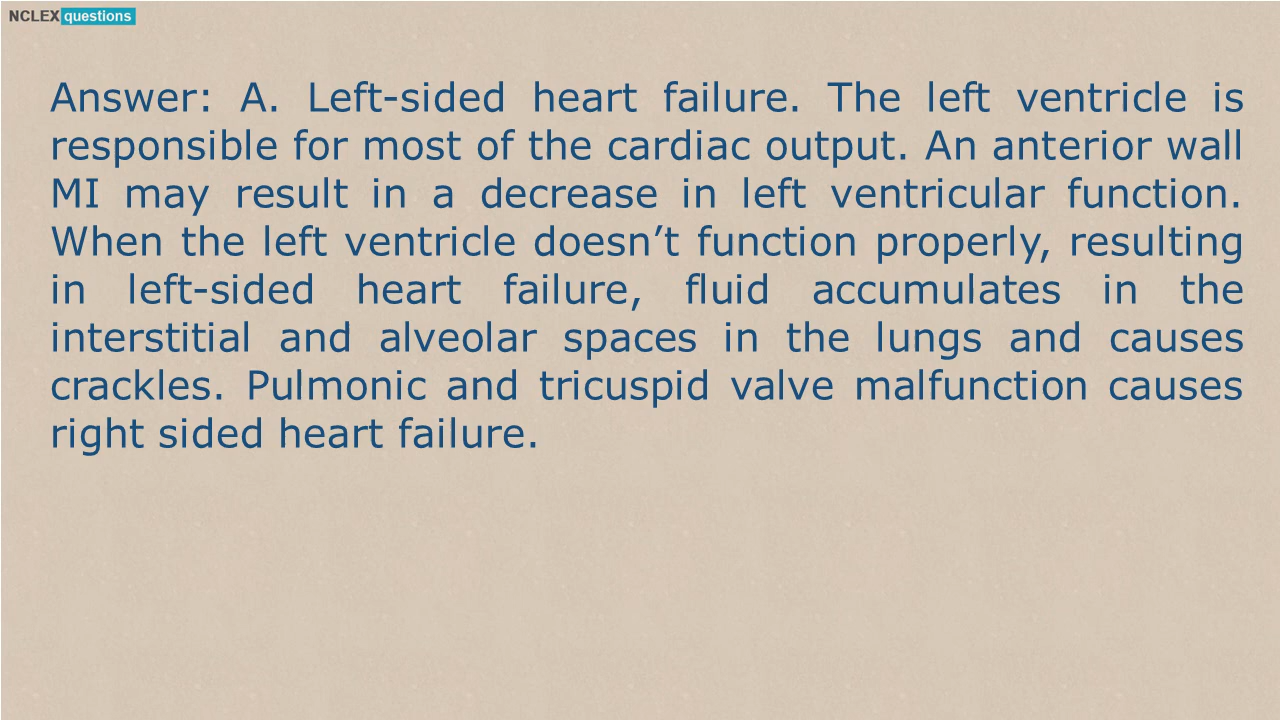 NCLEX questions
Answer: A. Left-sided heart failure. The left ventricle is
responsible for most of the cardiac output. An anterior wall
MI may result in a decrease in left ventricular function.
When the left ventricle doesn’t function properly, resulting
in left-sided heart failure, fluid accumulates in the
interstitial and alveolar spaces in the lungs and causes
crackles. Pulmonic and tricuspid valve malfunction causes
right sided heart failure.